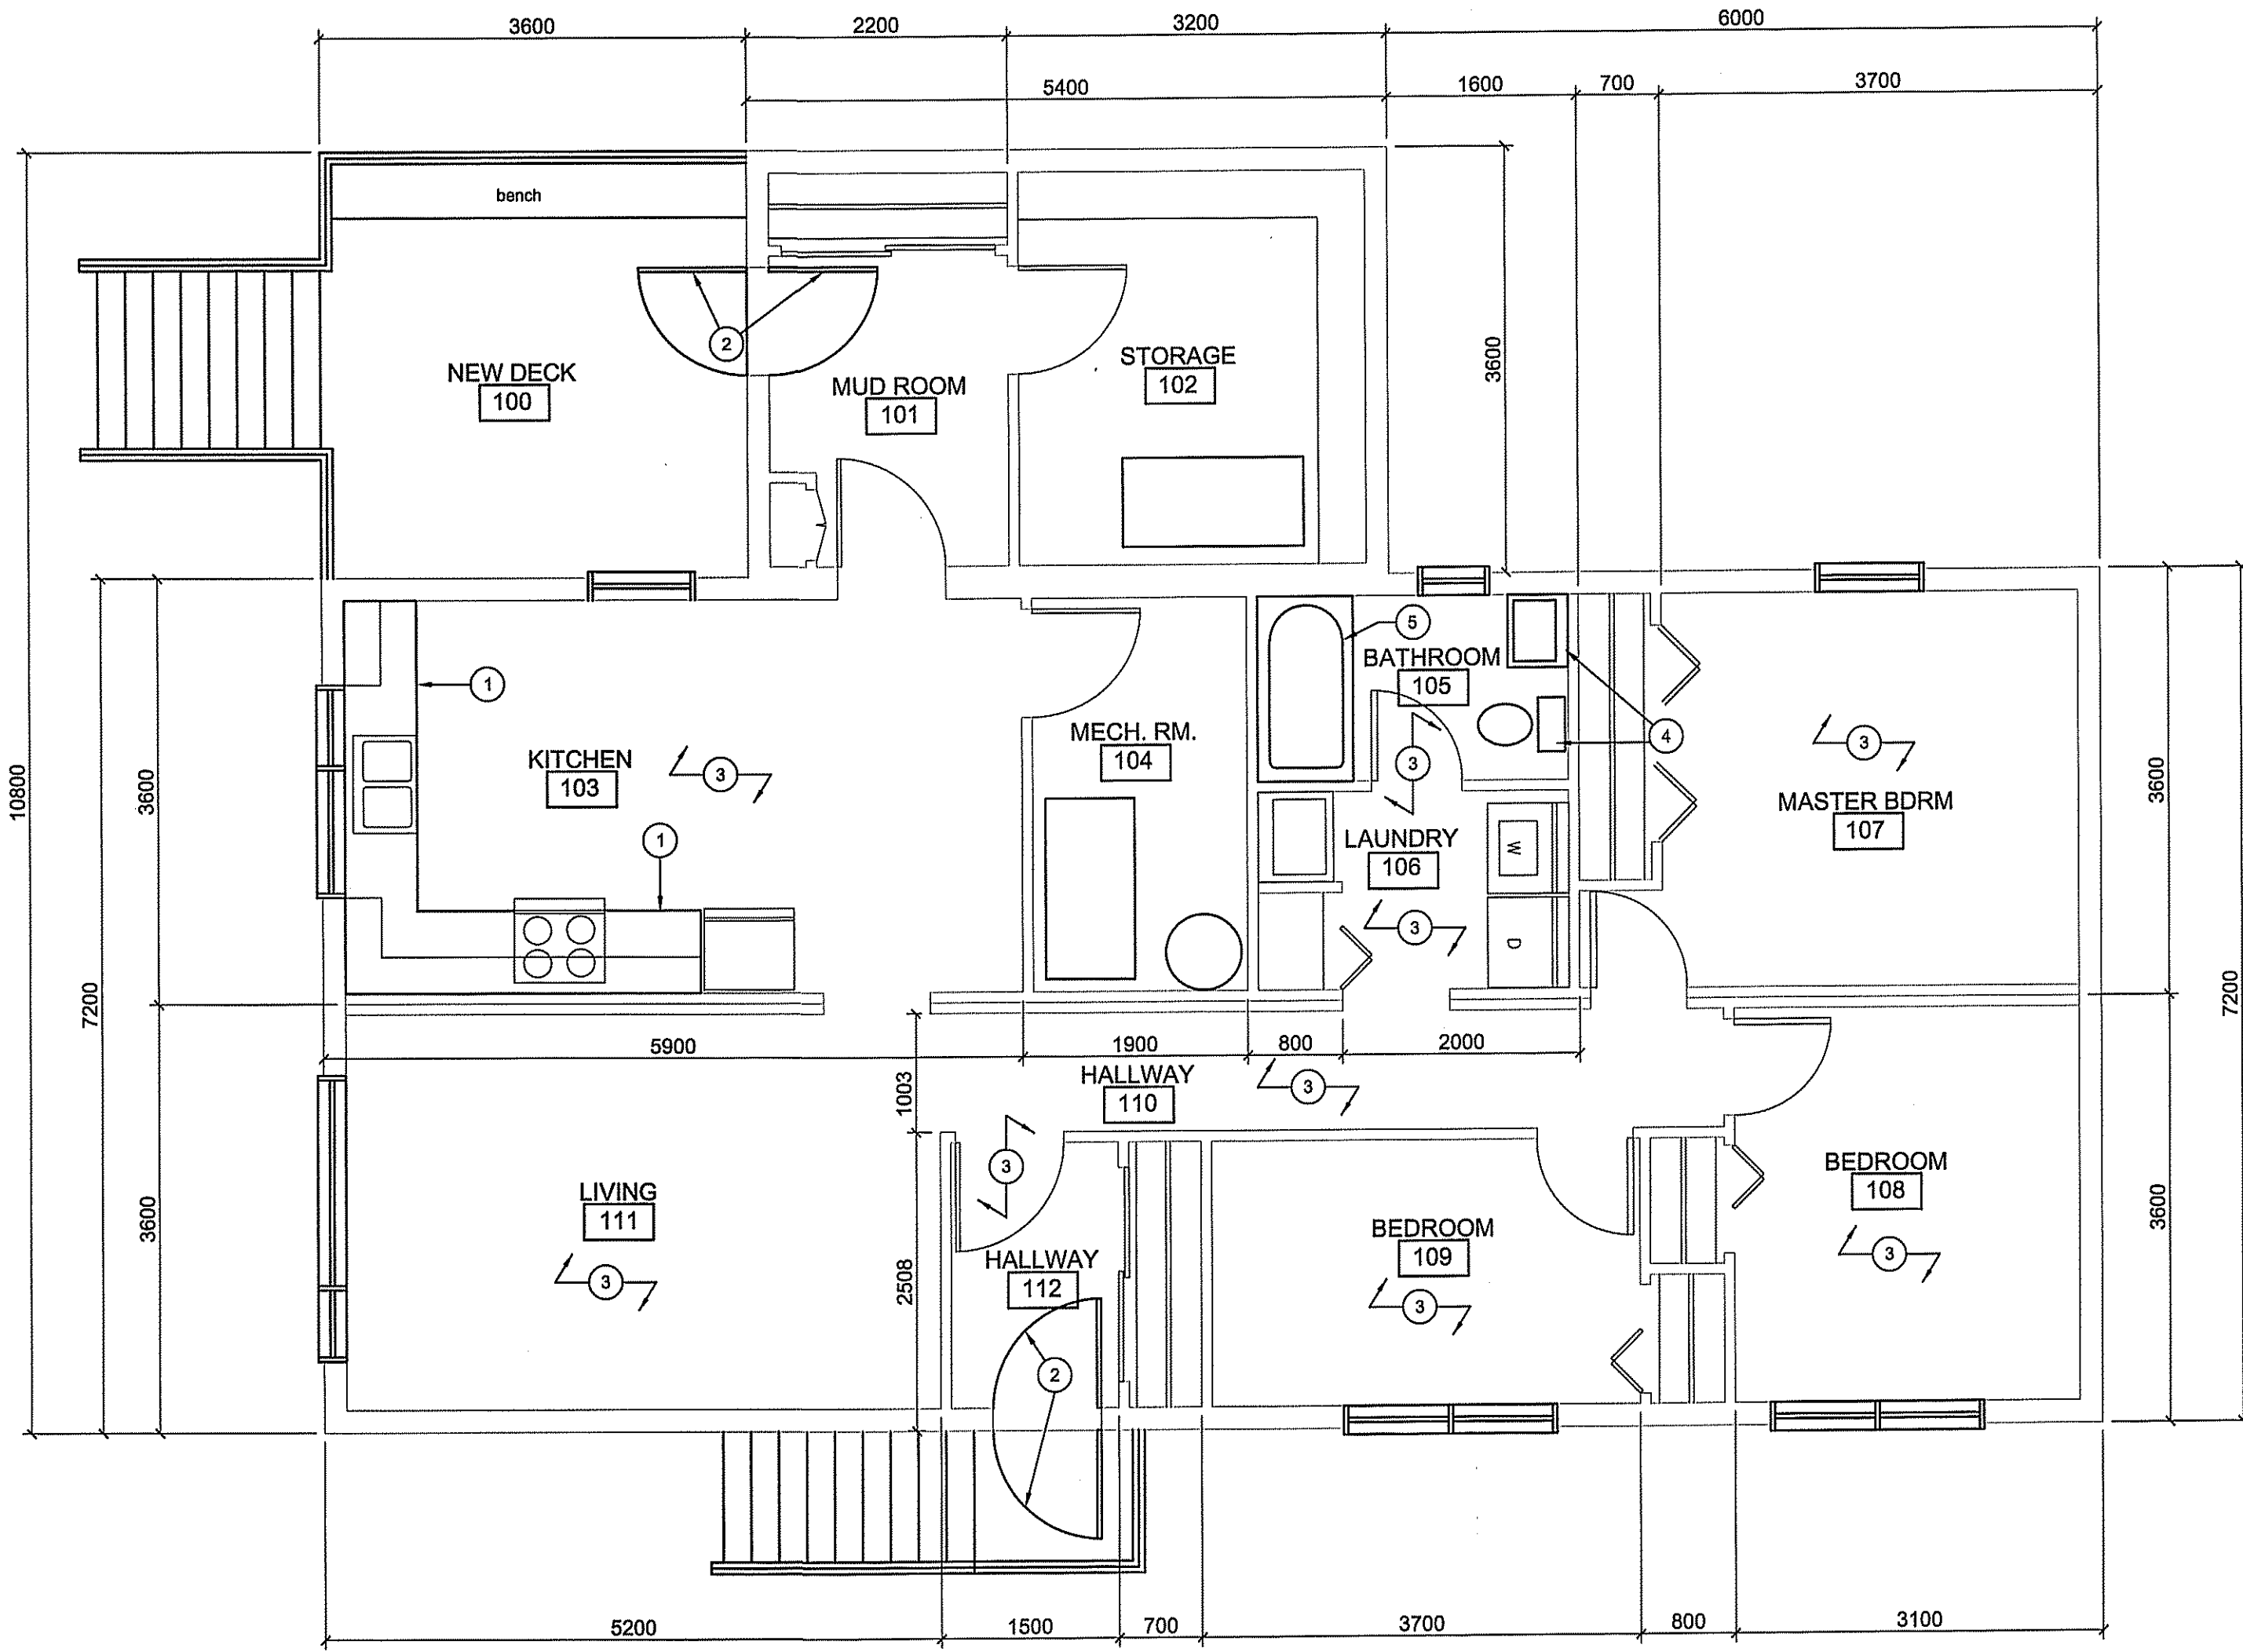 3600 2200 3200 6000
5400 1600 700 3700
bench
2
NEW DECK
100
MUD ROOM
101
STORAGE
102
3600
10800
7200
3600
3600
1
KITCHEN
103
3
1
MECH. RM.
104
5
BATHROOM
105
3
4
LAUNDRY
106
W
D
3
3
MASTER BDRM
107
3600
7200
3600
5900 1900 800 2000
1003
HALLWAY
110
3
3
LIVING
111
3
2508
HALLWAY
112
2
BEDROOM
109
3
BEDROOM
108
3
5200 1500 700 3700 800 3100